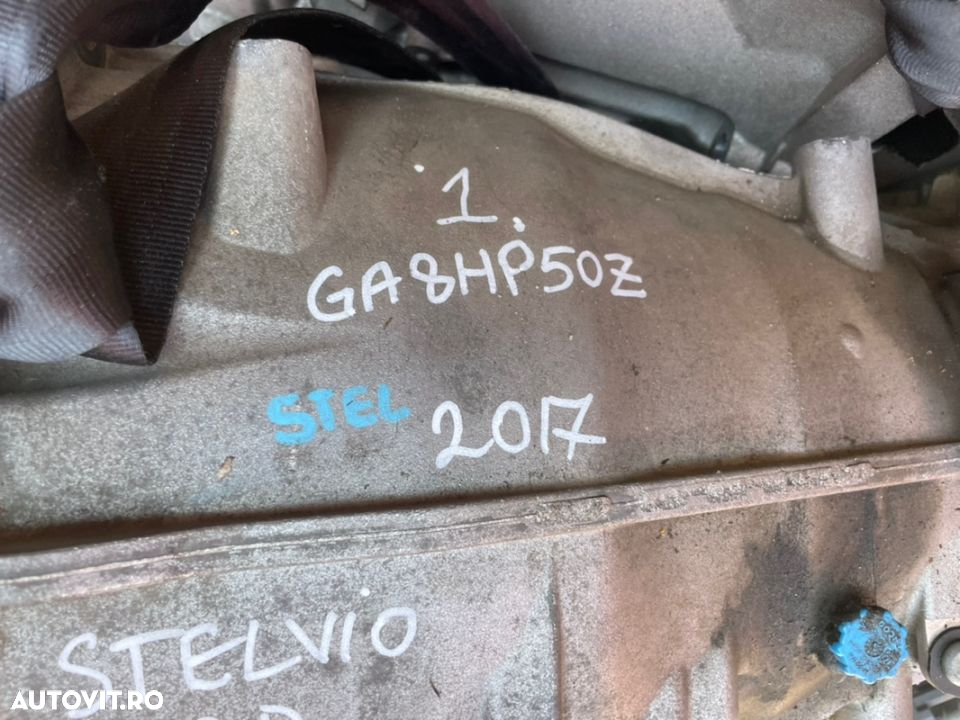 1.
GA8HP50Z
STEL 2017
STELVIO
AUTOVIT.RO